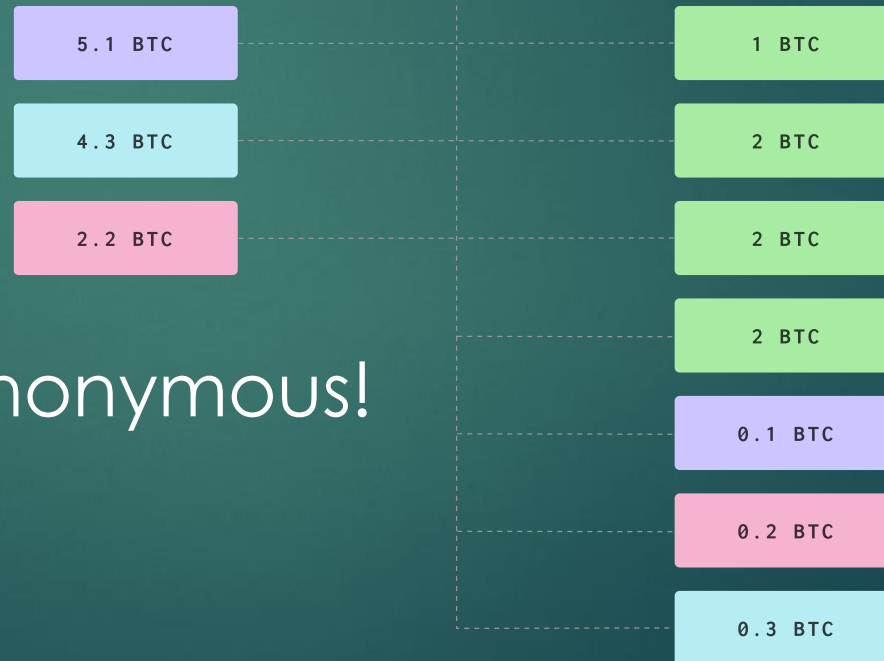 5.1 BTC
4.3 BTC
2.2 BTC
nonymous!
1 BTC
2 BTC
2 BTC
2 BTC
0.1 BTC
0.2 BTC
0.3 BTC